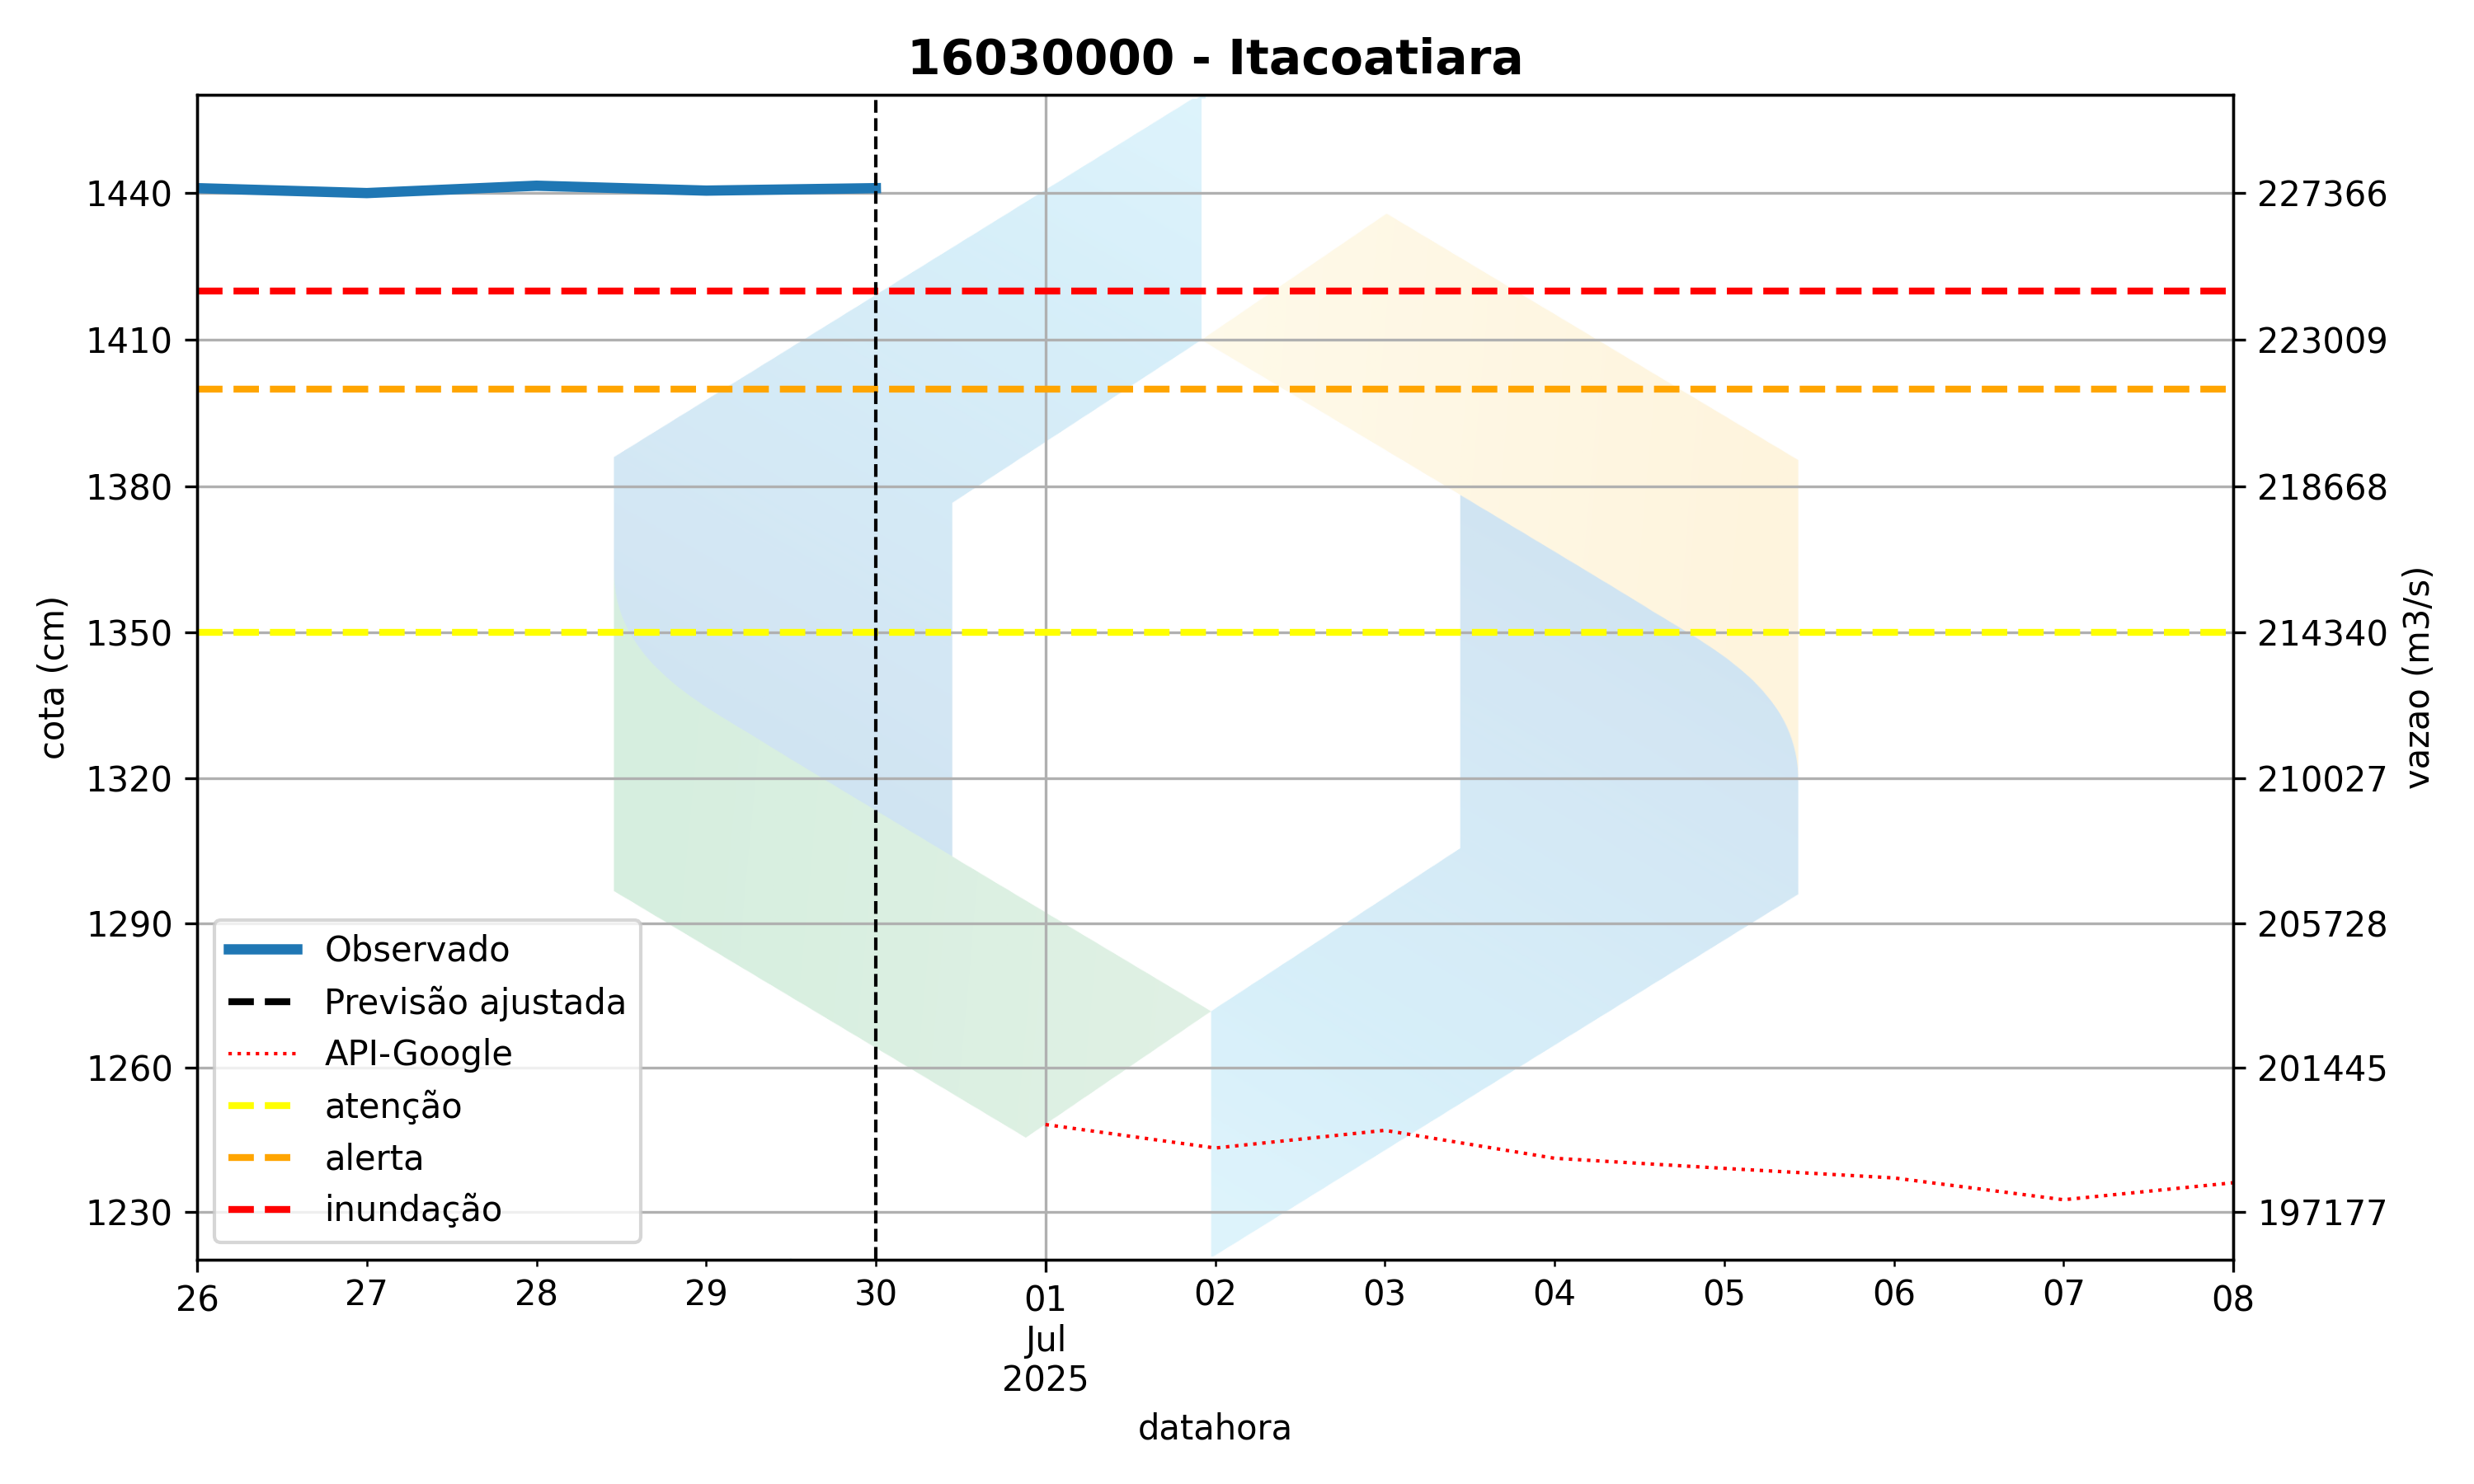 16030000 - Itacoatiara
1440
1410
1380
1350
1320
1290
1260
1230
cota (cm)
227366
223009
218668
214340
210027
205728
201445
197177
vazao (m3/s)
Observado
Previsão ajustada
API-Google
atenção
alerta
inundação
26 27 28 29 30 01 02 03 04 05 06 07 08
Jul
2025
datahora